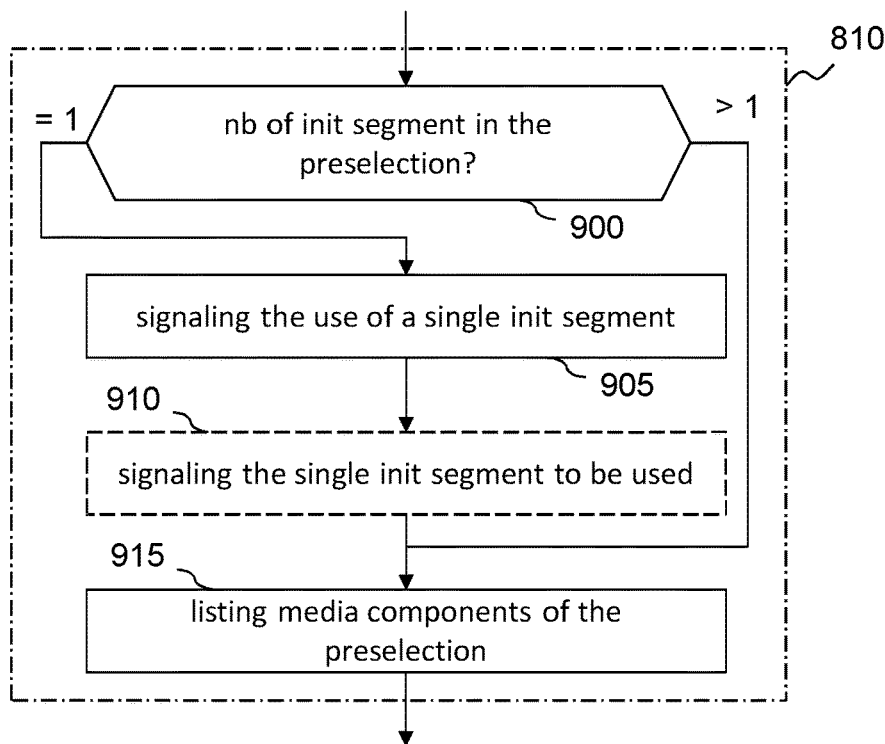 810
= 1
> 1
nb of init segment in the
preselection?
900
signaling the use of a single init segment
905
910
signaling the single init segment to be used
915
listing media components of the
preselection